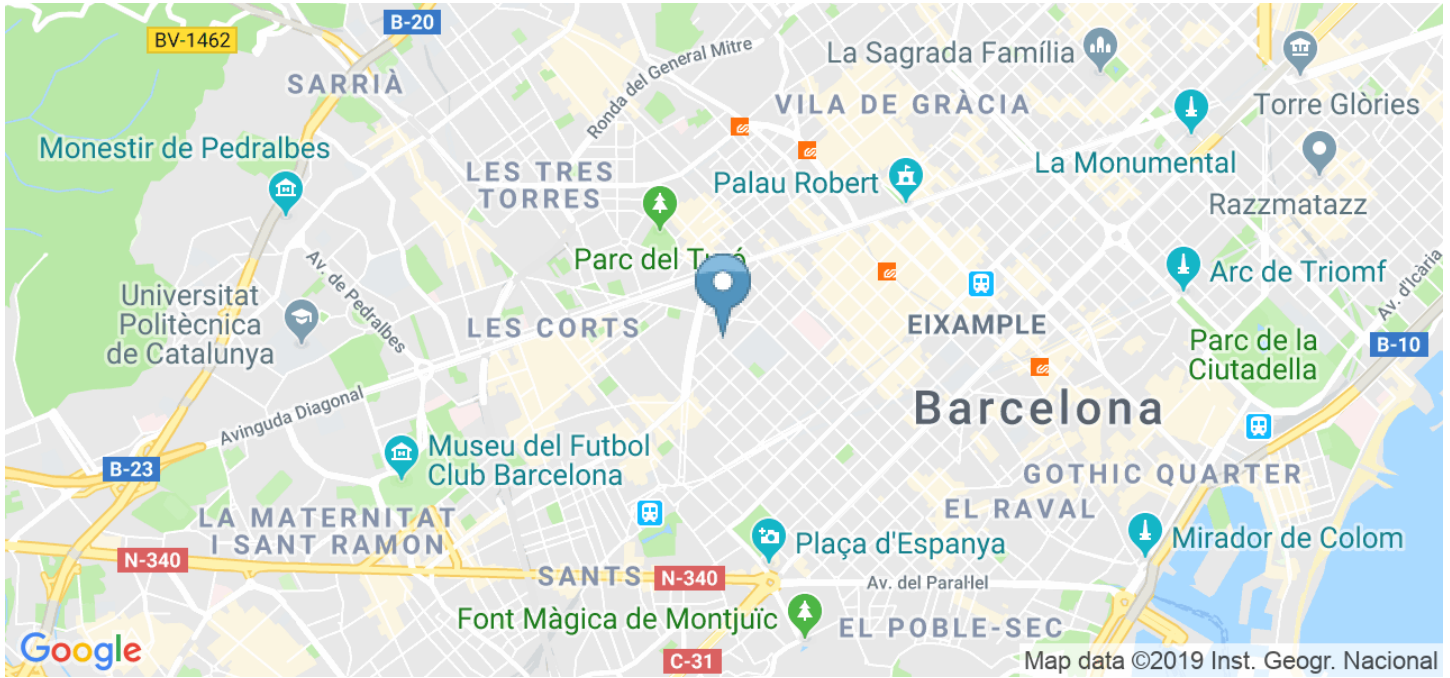 B-20
BV-1462
SARRIÀ
Ronda del General Mitre
La Sagrada Família
VILA DE GRÀCIA
Torre Glòries
Monestir de Pedralbes
LES TRES
TORRES
Palau Robert
La Monumental
Razzmatazz
Parc del Turó
Av. de Pedralbes
Arc de Triomf
Av. d'Icària
Universitat
Politècnica
de Catalunya
LES CORTS
EIXAMPLE
Parc de la
Ciutadella
B-10
Avinguda Diagonal
Barcelona
B-23
Museu del Futbol
Club Barcelona
GOTHIC QUARTER
EL RAVAL
LA MATERNITAT
I SANT RAMON
Plaça d'Espanya
Mirador de Colom
N-340
SANTS
N-340
Av. del Paral·lel
Font Màgica de Montjuïc
EL POBLE-SEC
Google
C-31
Map data ©2019 Inst. Geogr. Nacional